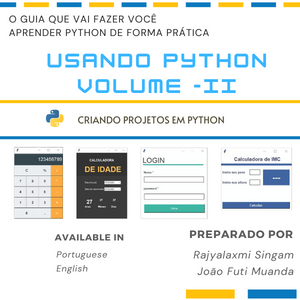 O GUIA QUE VAI FAZER VOCÊ
APRENDER PYTHON DE FORMA PRÁTICA
USANDO PYTHON
VOLUME -II
CRIANDO PROJETOS EM PYTHON
1234567890
CALCULADORA
DE IDADE
LOGIN
Calculadora de IMC
AVAILABLE IN
Portuguese
English
PREPARADO POR
Rajyalaxmi Singam
João Futi Muanda